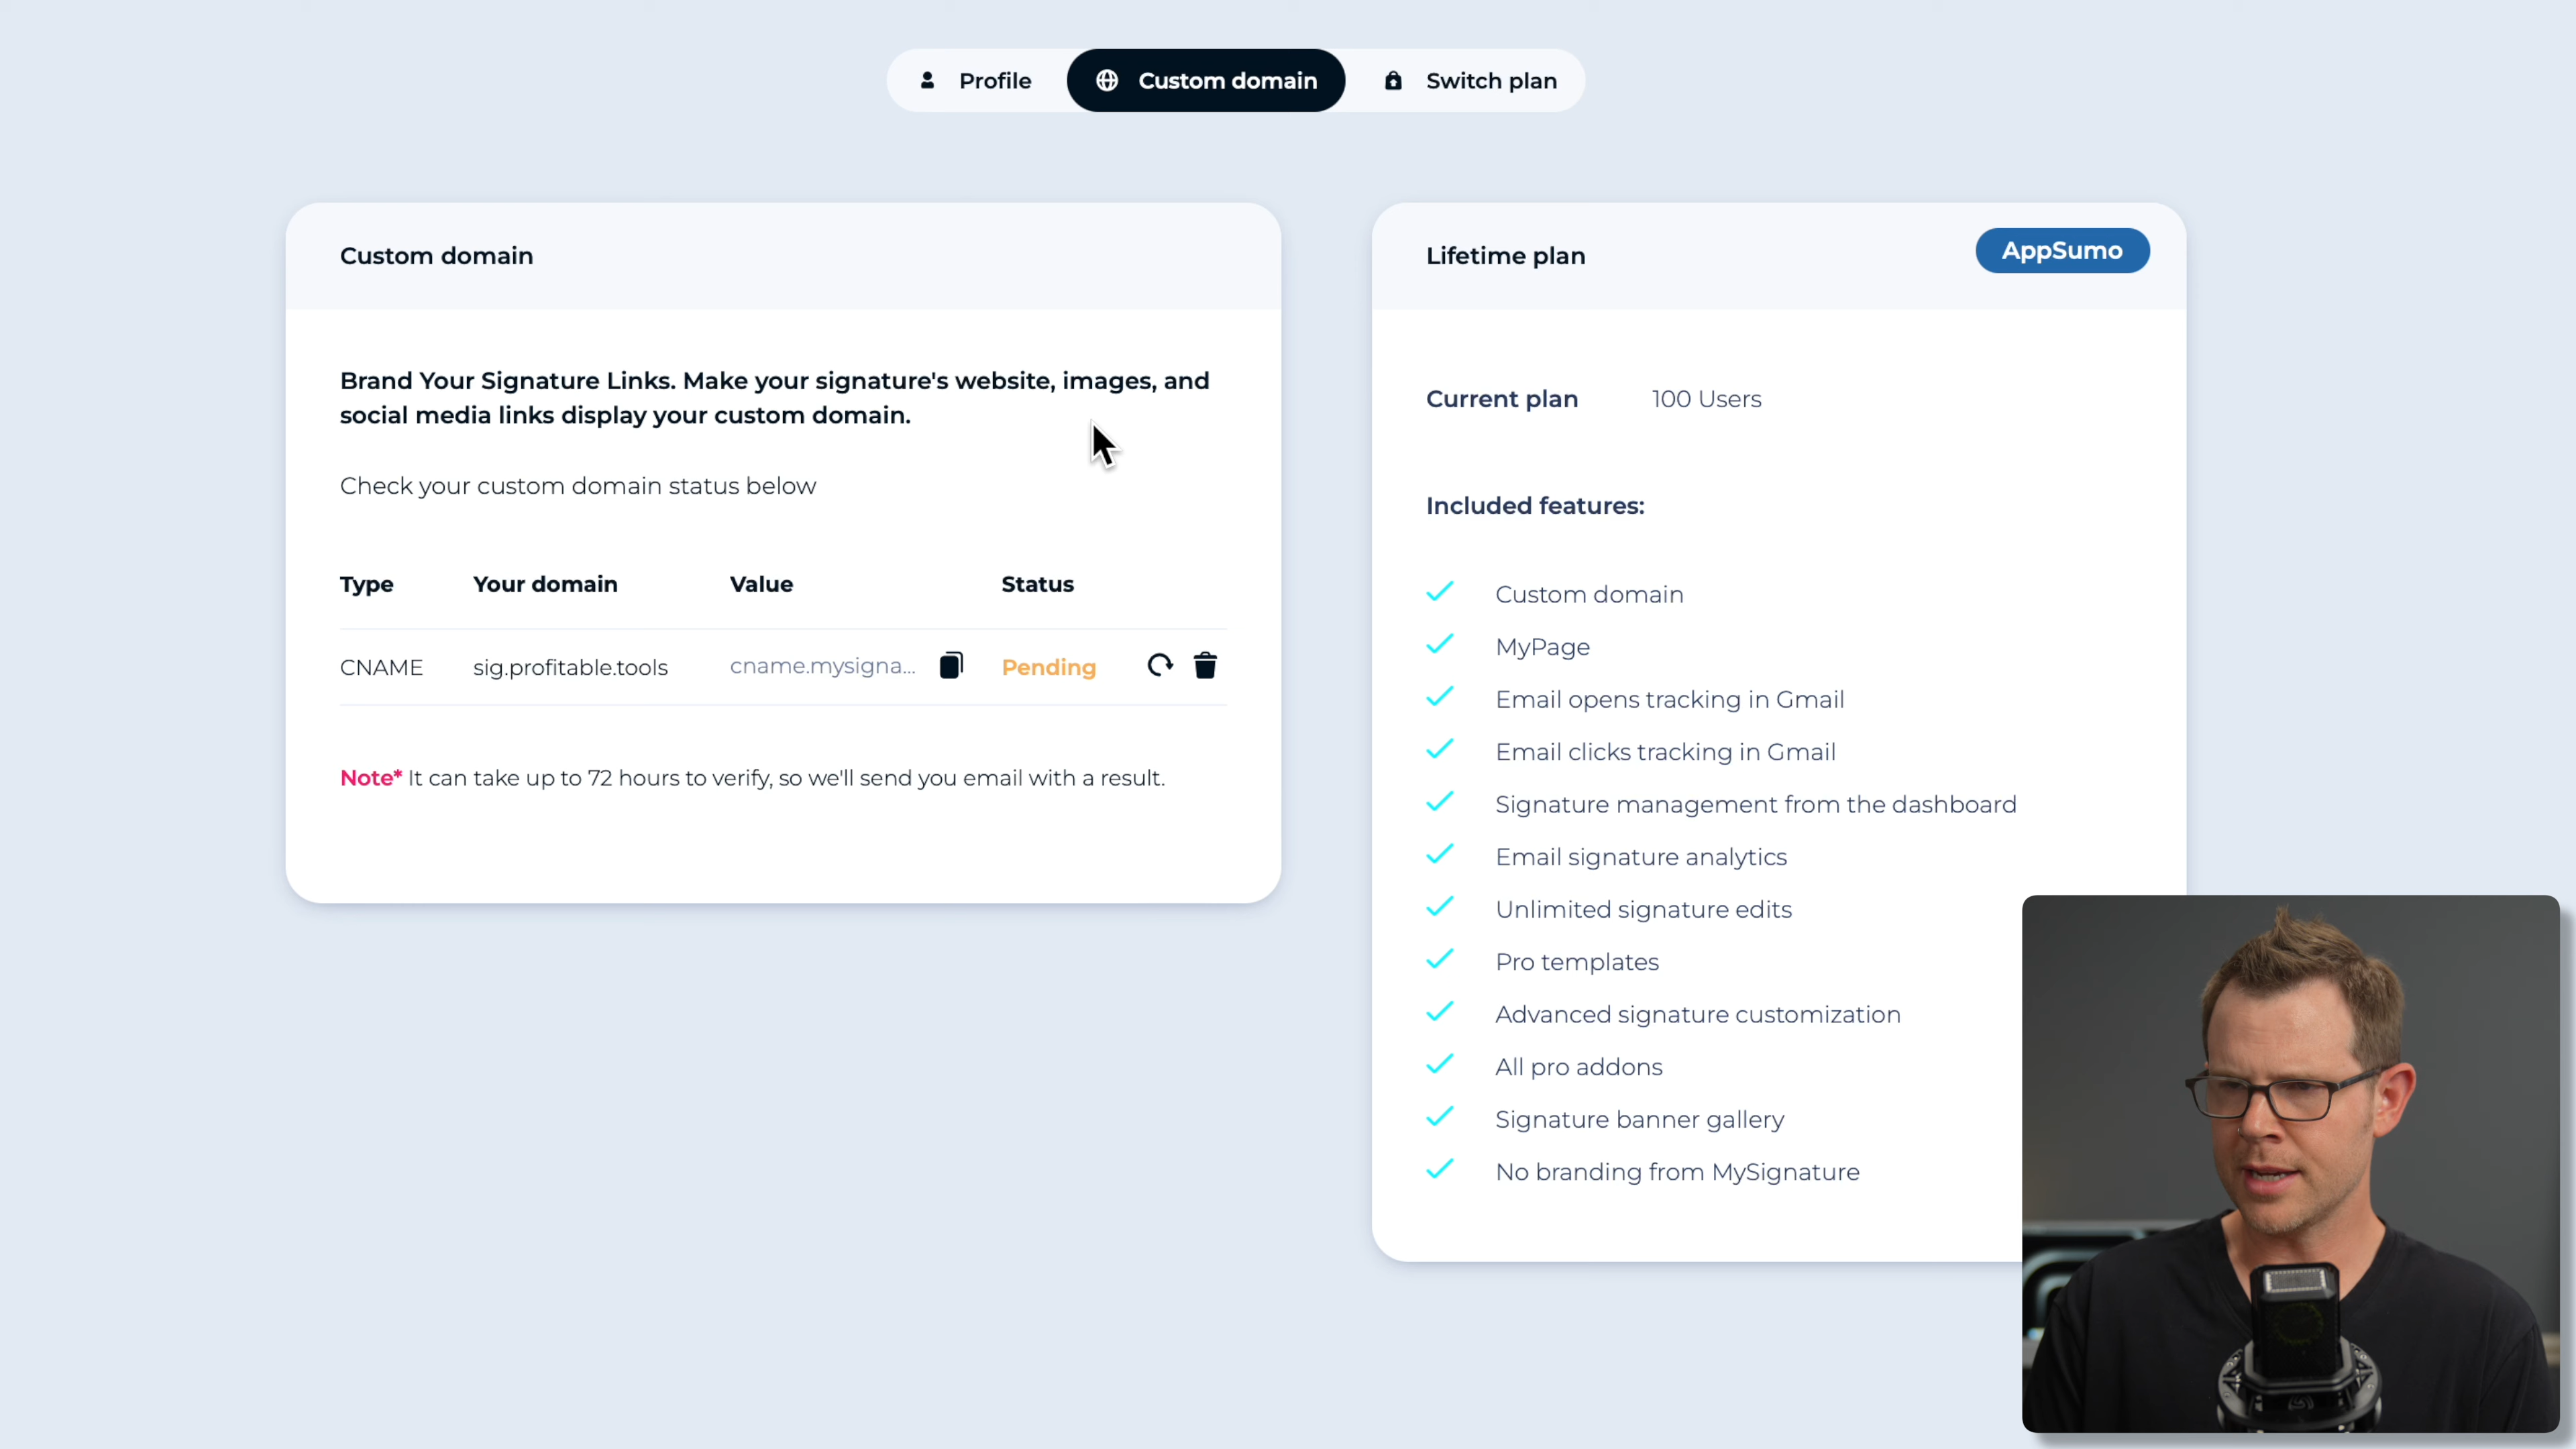 Profile
Custom domain
Switch plan
Custom domain
Brand Your Signature Links. Make your signature's website, images, and
social media links display your custom domain.
Check your custom domain status below
Type Your domain Value Status
CNAME sig.profitable.tools cname.mysigna... Pending
Note* It can take up to 72 hours to verify, so we'll send you email with a result.
Lifetime plan
AppSumo
Current plan 100 Users
Included features:
Custom domain
MyPage
Email opens tracking in Gmail
Email clicks tracking in Gmail
Signature management from the dashboard
Email signature analytics
Unlimited signature edits
Pro templates
Advanced signature customization
All pro addons
Signature banner gallery
No branding from MySignature